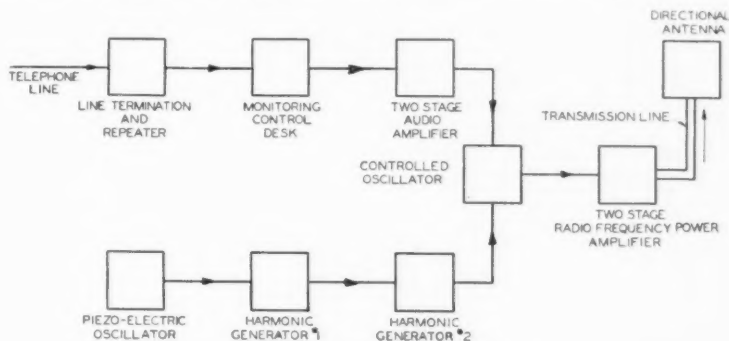 DIRECTIONAL
ANTENNA
TELEPHONE
LINE
LINE TERMINATION
AND
REPEATER
MONITORING
CONTROL
DESK
TWO STAGE
AUDIO
AMPLIFIER
TRANSMISSION LINE
CONTROLLED
OSCILLATOR
TWO STAGE
RADIO FREQUENCY POWER
AMPLIFIER
PIEZO-ELECTRIC
OSCILLATOR
HARMONIC
GENERATOR #1
HARMONIC
GENERATOR #2